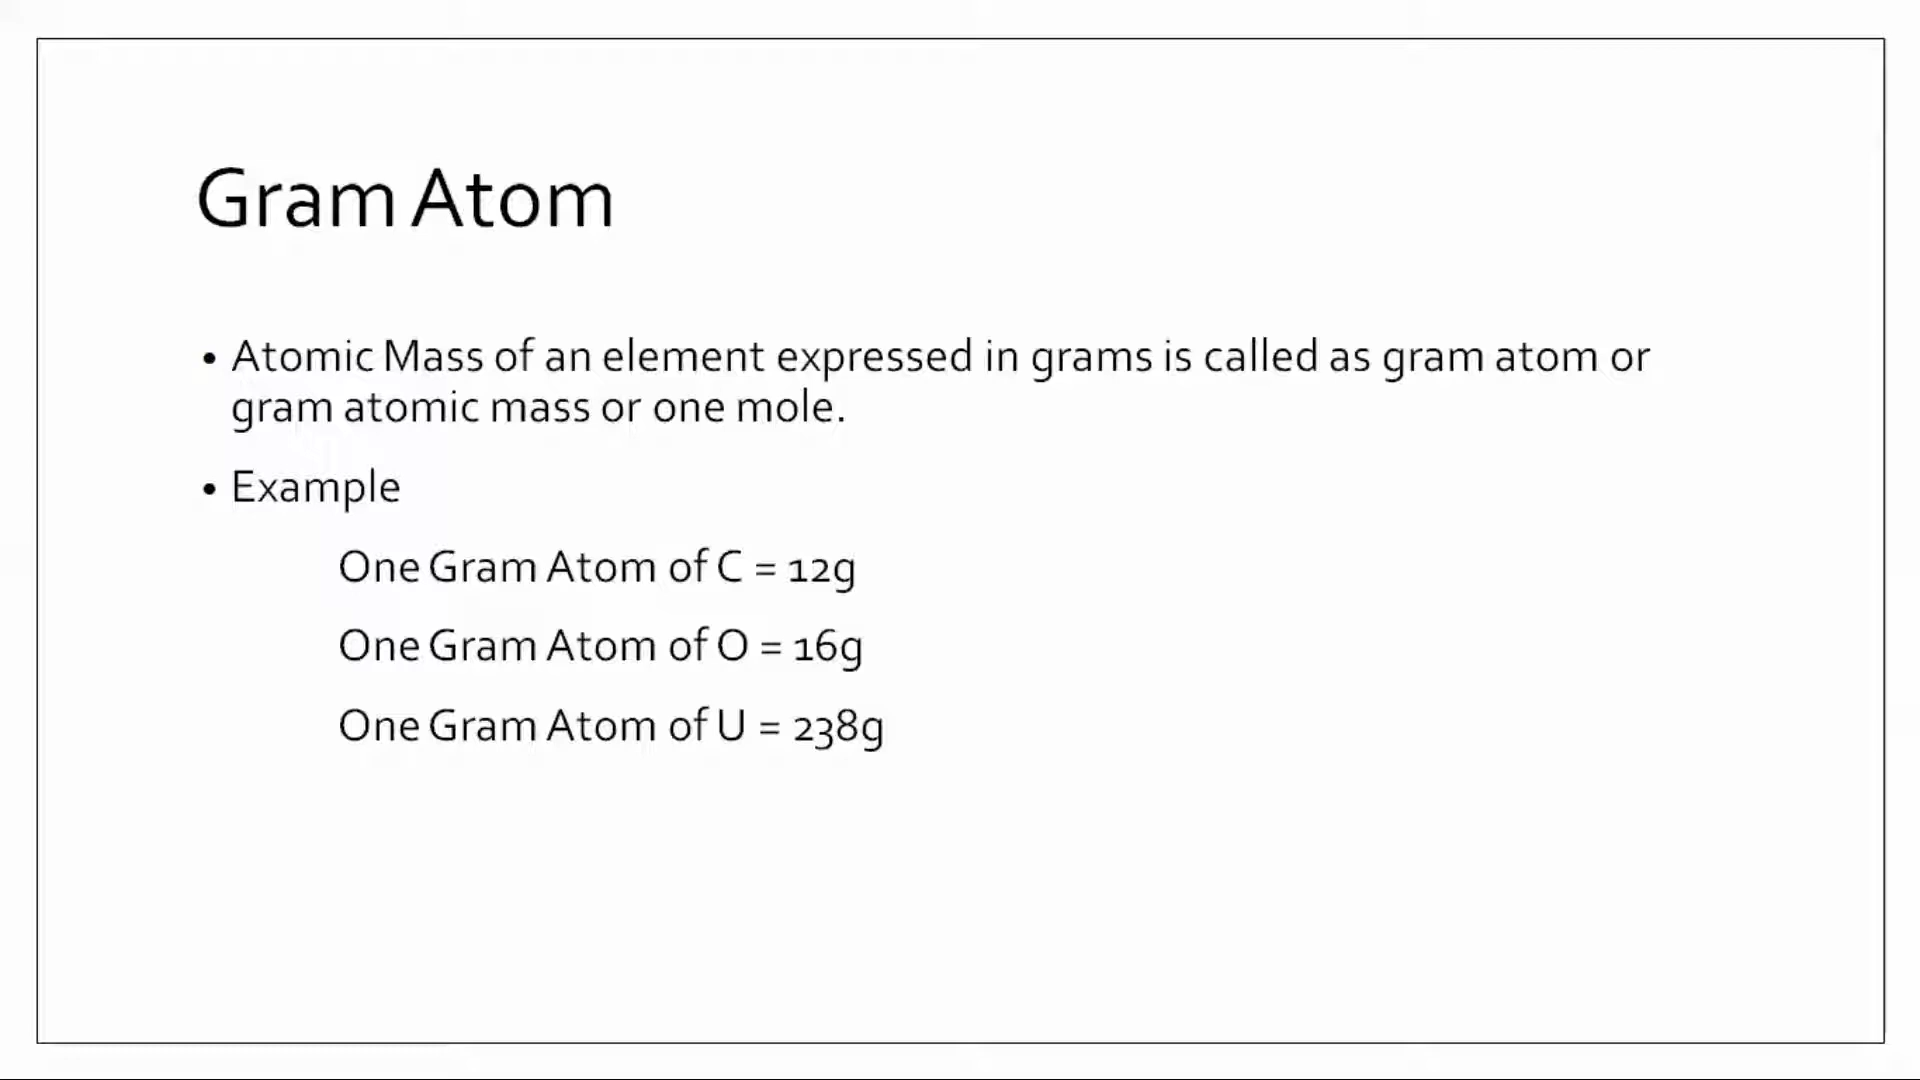 Gram Atom
• Atomic Mass of an element expressed in grams is called as gram atom or
gram atomic mass or one mole.
• Example
One Gram Atom of C = 12g
One Gram Atom of O = 16g
One Gram Atom of U = 238g